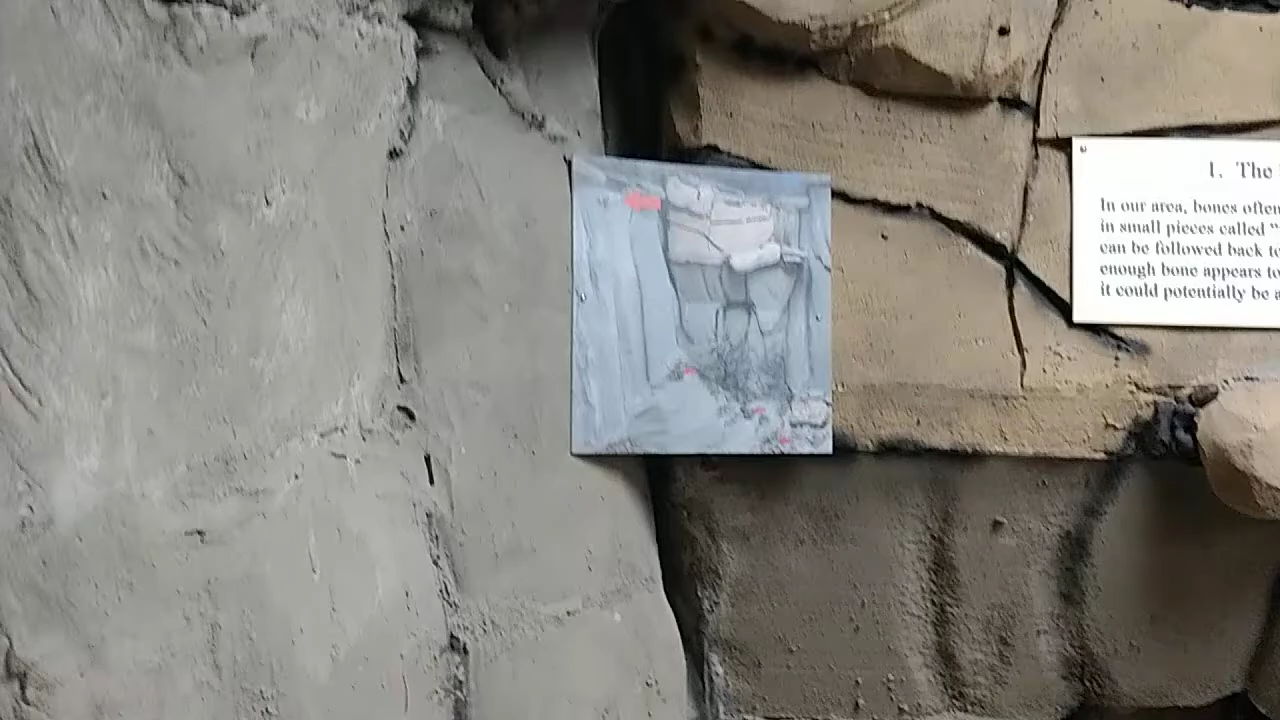 1. The
In our area, bones often
in small pieces called “
can be followed back to
enough bone appears to
it could potentially be a